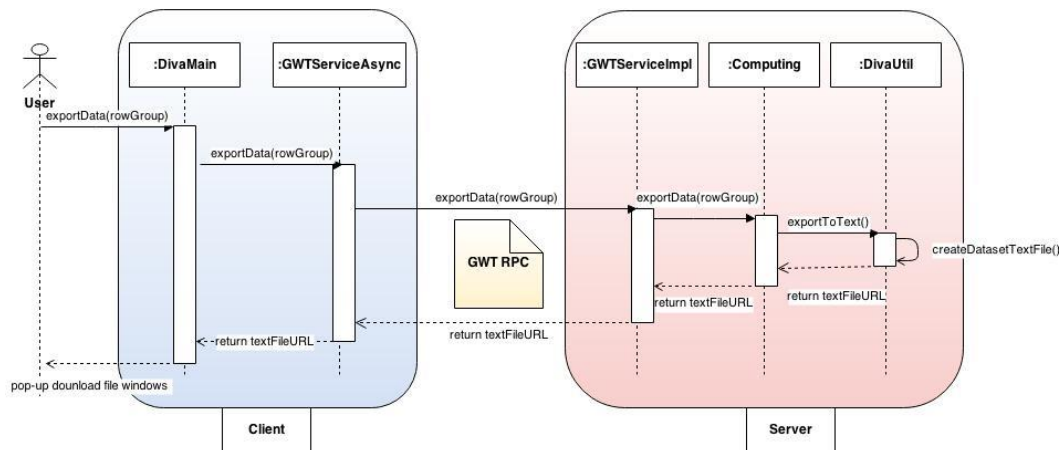 :DivaMain
:GWTServiceAsync
:GWTServiceImpl
:Computing
:DivaUtil
User
exportData(rowGroup)
exportData(rowGroup)
exportData(rowGroup)
exportData(rowGroup)
exportToText()
createDatasetTextFile()
GWT RPC
return textFileURL
return textFileURL
return textFileURL
return textFileURL
pop-up dounload file windows
Client
Server